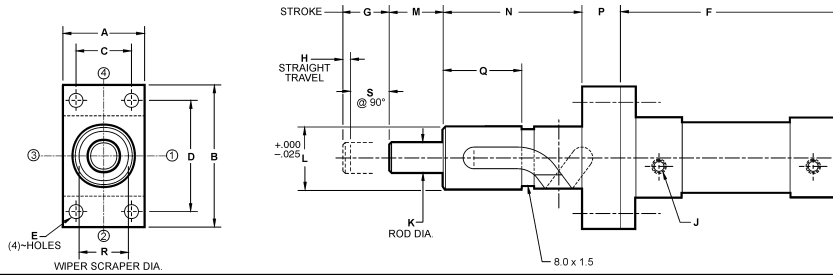 STROKE
G
M
N
P
F
A
C
H
STRAIGHT
TRAVEL
④
Q
S
@ 90°
③
①
D
B
+.000
–.025
L
E
(4)~HOLES
②
R
WIPER SCRAPER DIA.
K
ROD DIA.
J
8.0 x 1.5